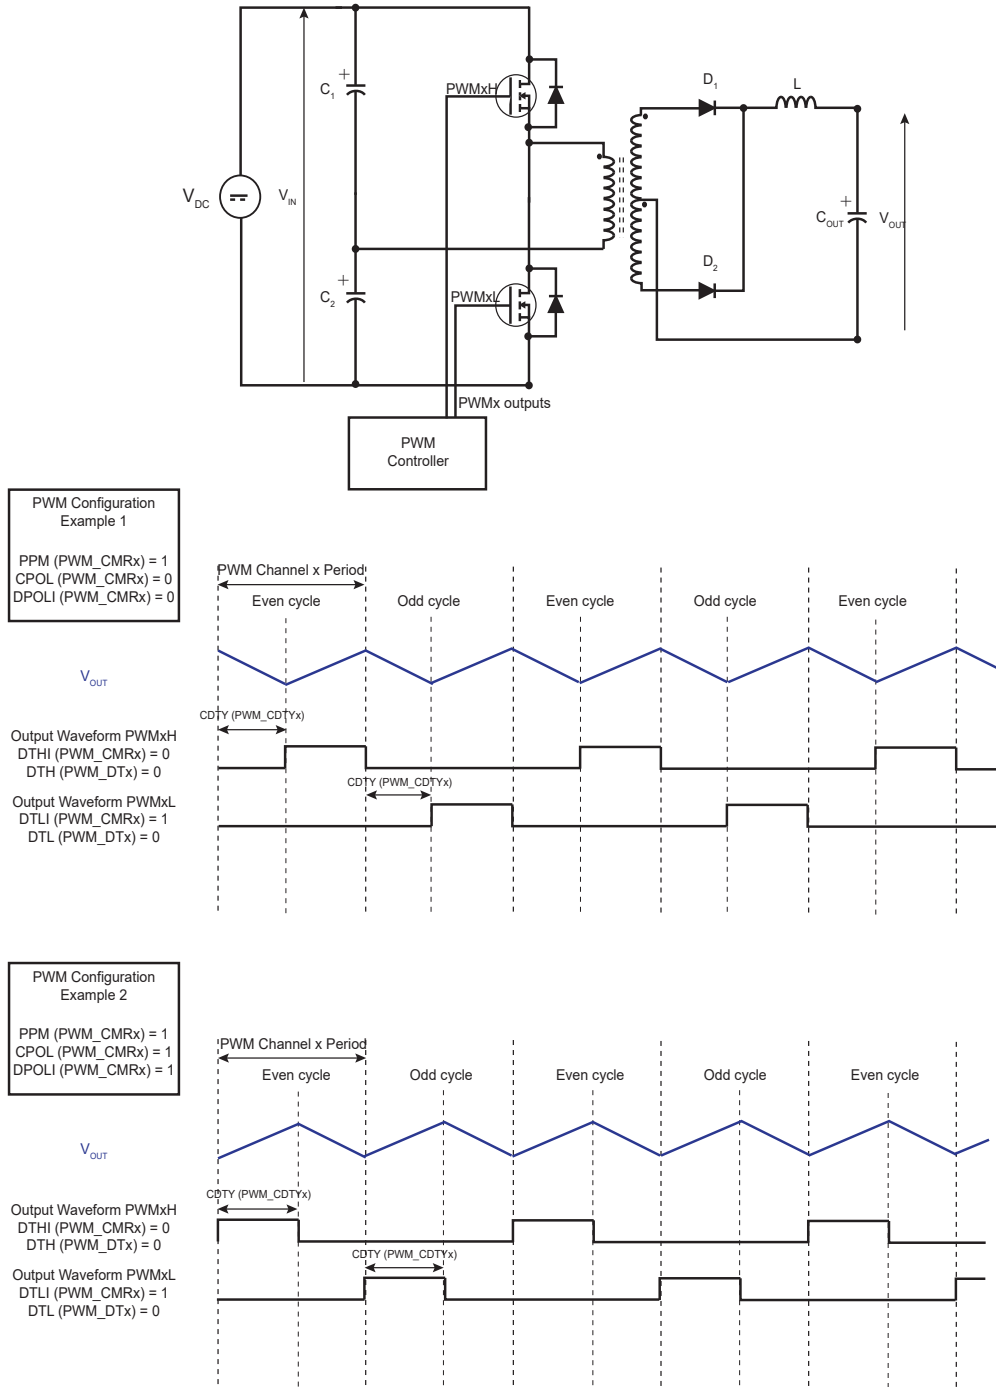 D1
L
+
C1
PWMxH
VDC
VIN
+
COUT
VOUT
+
C2
D2
PWMxL
PWMx outputs
PWM
Controller
PWM Configuration
Example 1
PPM (PWM_CMRx) = 1
CPOL (PWM_CMRx) = 0
DPOLI (PWM_CMRx) = 0
PWM Channel x Period
Even cycle
Odd cycle
Even cycle
Odd cycle
Even cycle
VOUT
CDTY (PWM_CDTYx)
Output Waveform PWMxH
DTHI (PWM_CMRx) = 0
DTH (PWM_DTx) = 0
CDTY (PWM_CDTYx)
Output Waveform PWMxL
DTLI (PWM_CMRx) = 1
DTL (PWM_DTx) = 0
PWM Configuration
Example 2
PPM (PWM_CMRx) = 1
CPOL (PWM_CMRx) = 1
DPOLI (PWM_CMRx) = 1
PWM Channel x Period
Even cycle
Odd cycle
Even cycle
Odd cycle
Even cycle
VOUT
CDTY (PWM_CDTYx)
Output Waveform PWMxH
DTHI (PWM_CMRx) = 0
DTH (PWM_DTx) = 0
CDTY (PWM_CDTYx)
Output Waveform PWMxL
DTLI (PWM_CMRx) = 1
DTL (PWM_DTx) = 0